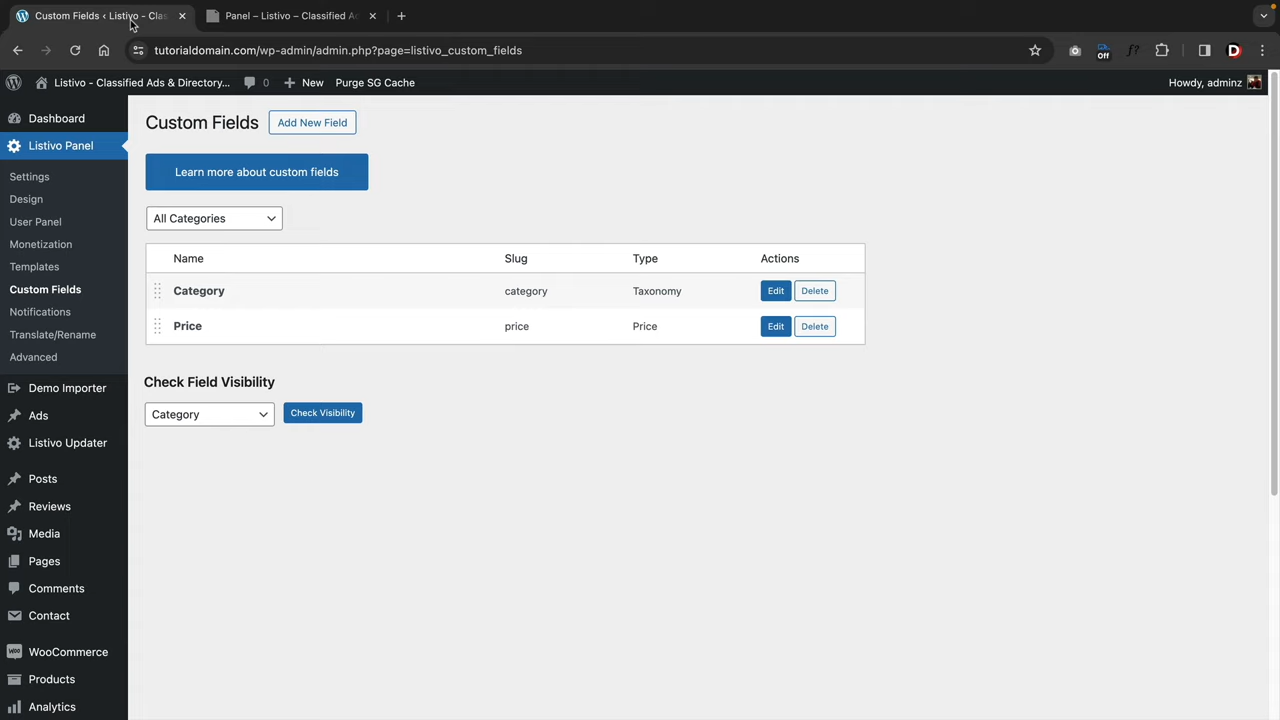 Custom Fields ‹ Listivo - Clas
Panel – Listivo – Classified Ad
tutorialdomain.com/wp-admin/admin.php?page=listivo_custom_fields
Off
f?
D
Listivo - Classified Ads & Directory...
0
New
Purge SG Cache
Howdy, adminz
Dashboard
Listivo Panel
Settings
Design
User Panel
Monetization
Templates
Custom Fields
Notifications
Translate/Rename
Advanced
Demo Importer
Ads
Listivo Updater
Posts
Reviews
Media
Pages
Comments
Contact
WooCommerce
Products
Analytics
Custom Fields
Add New Field
Learn more about custom fields
All Categories
Name Slug Type Actions
Category category Taxonomy Edit Delete
Price price Price Edit Delete
Check Field Visibility
Category
Check Visibility